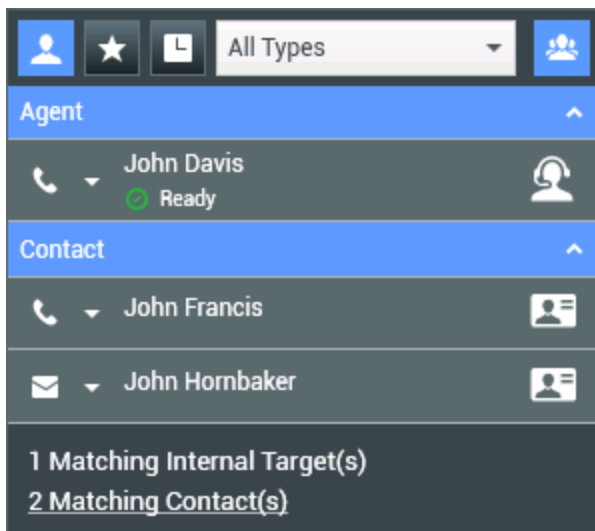 All Types
Agent
John Davis
Ready
Contact
John Francis
John Hornbaker
1 Matching Internal Target(s)
2 Matching Contact(s)